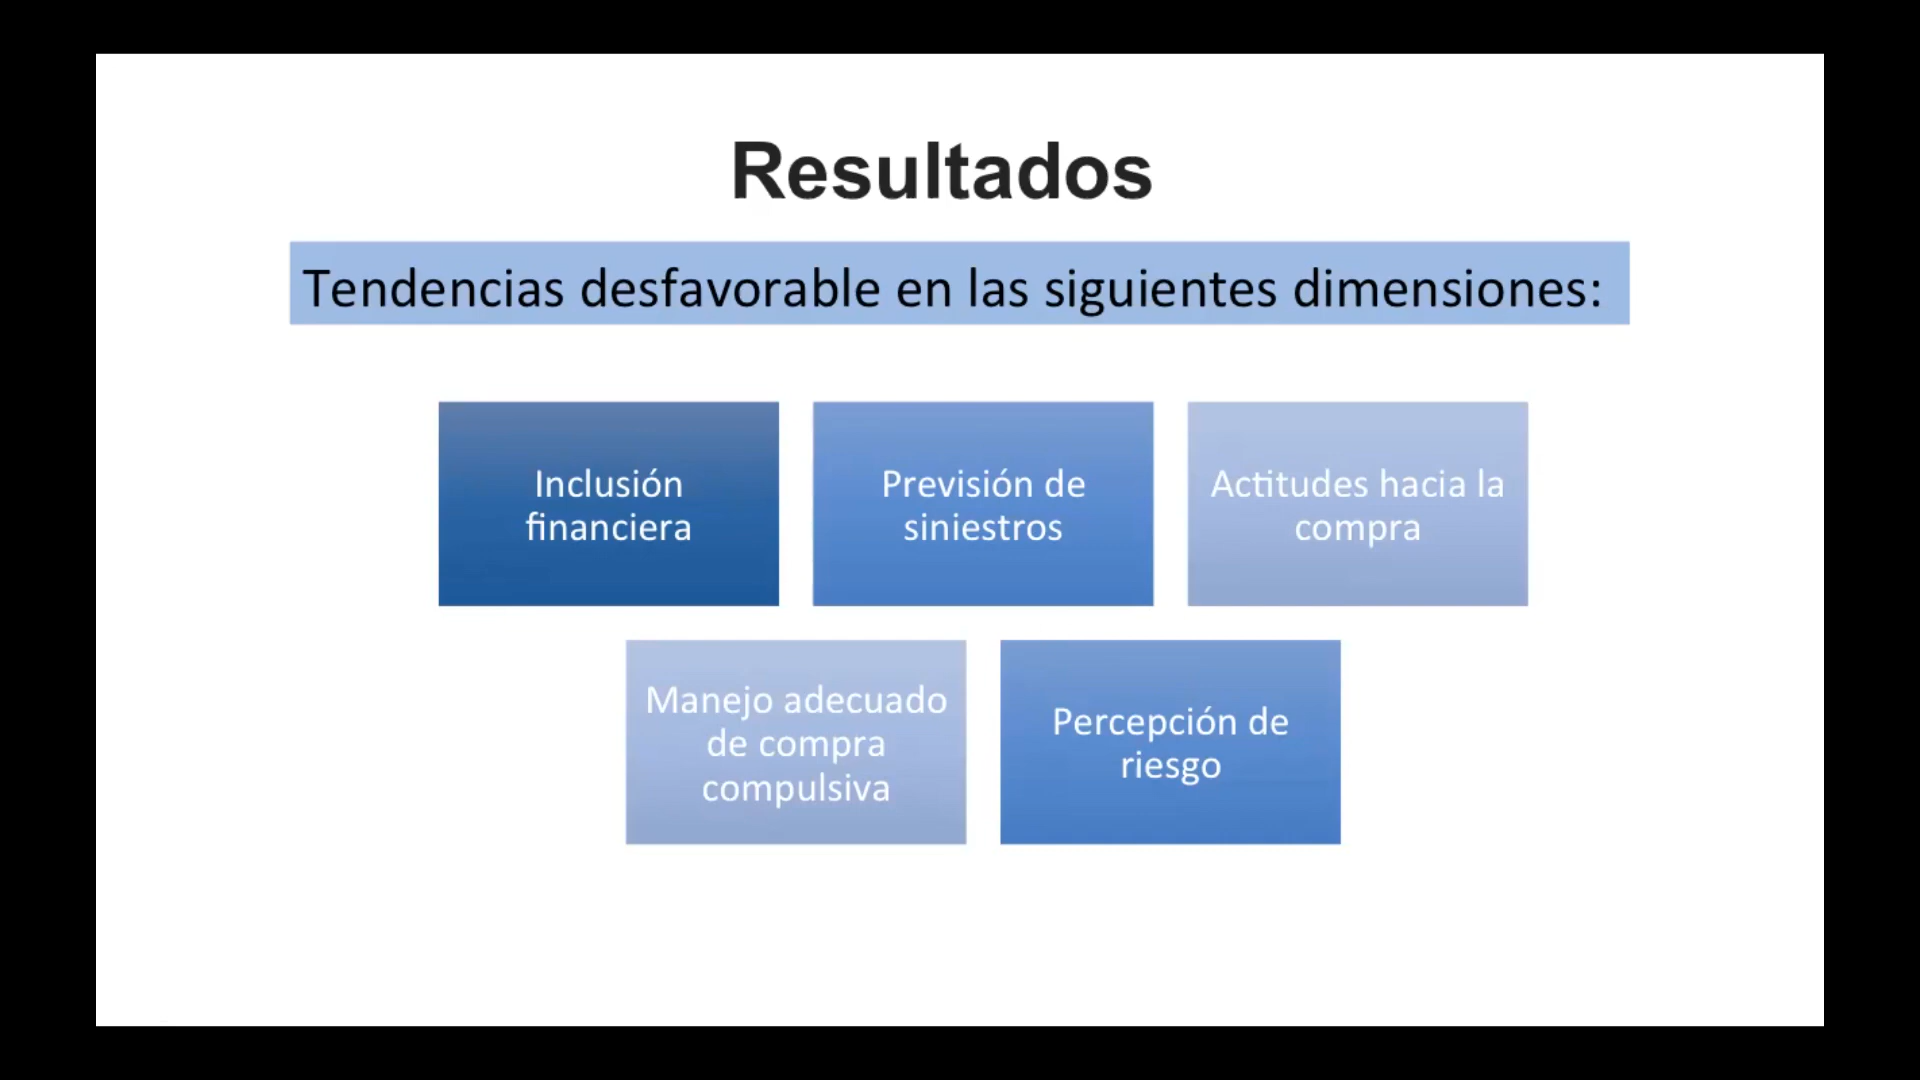 Resultados
Tendencias desfavorable en las siguientes dimensiones:
Inclusión
financiera
Previsión de
siniestros
Actitudes hacia la
compra
Manejo adecuado
de compra
compulsiva
Percepción de
riesgo